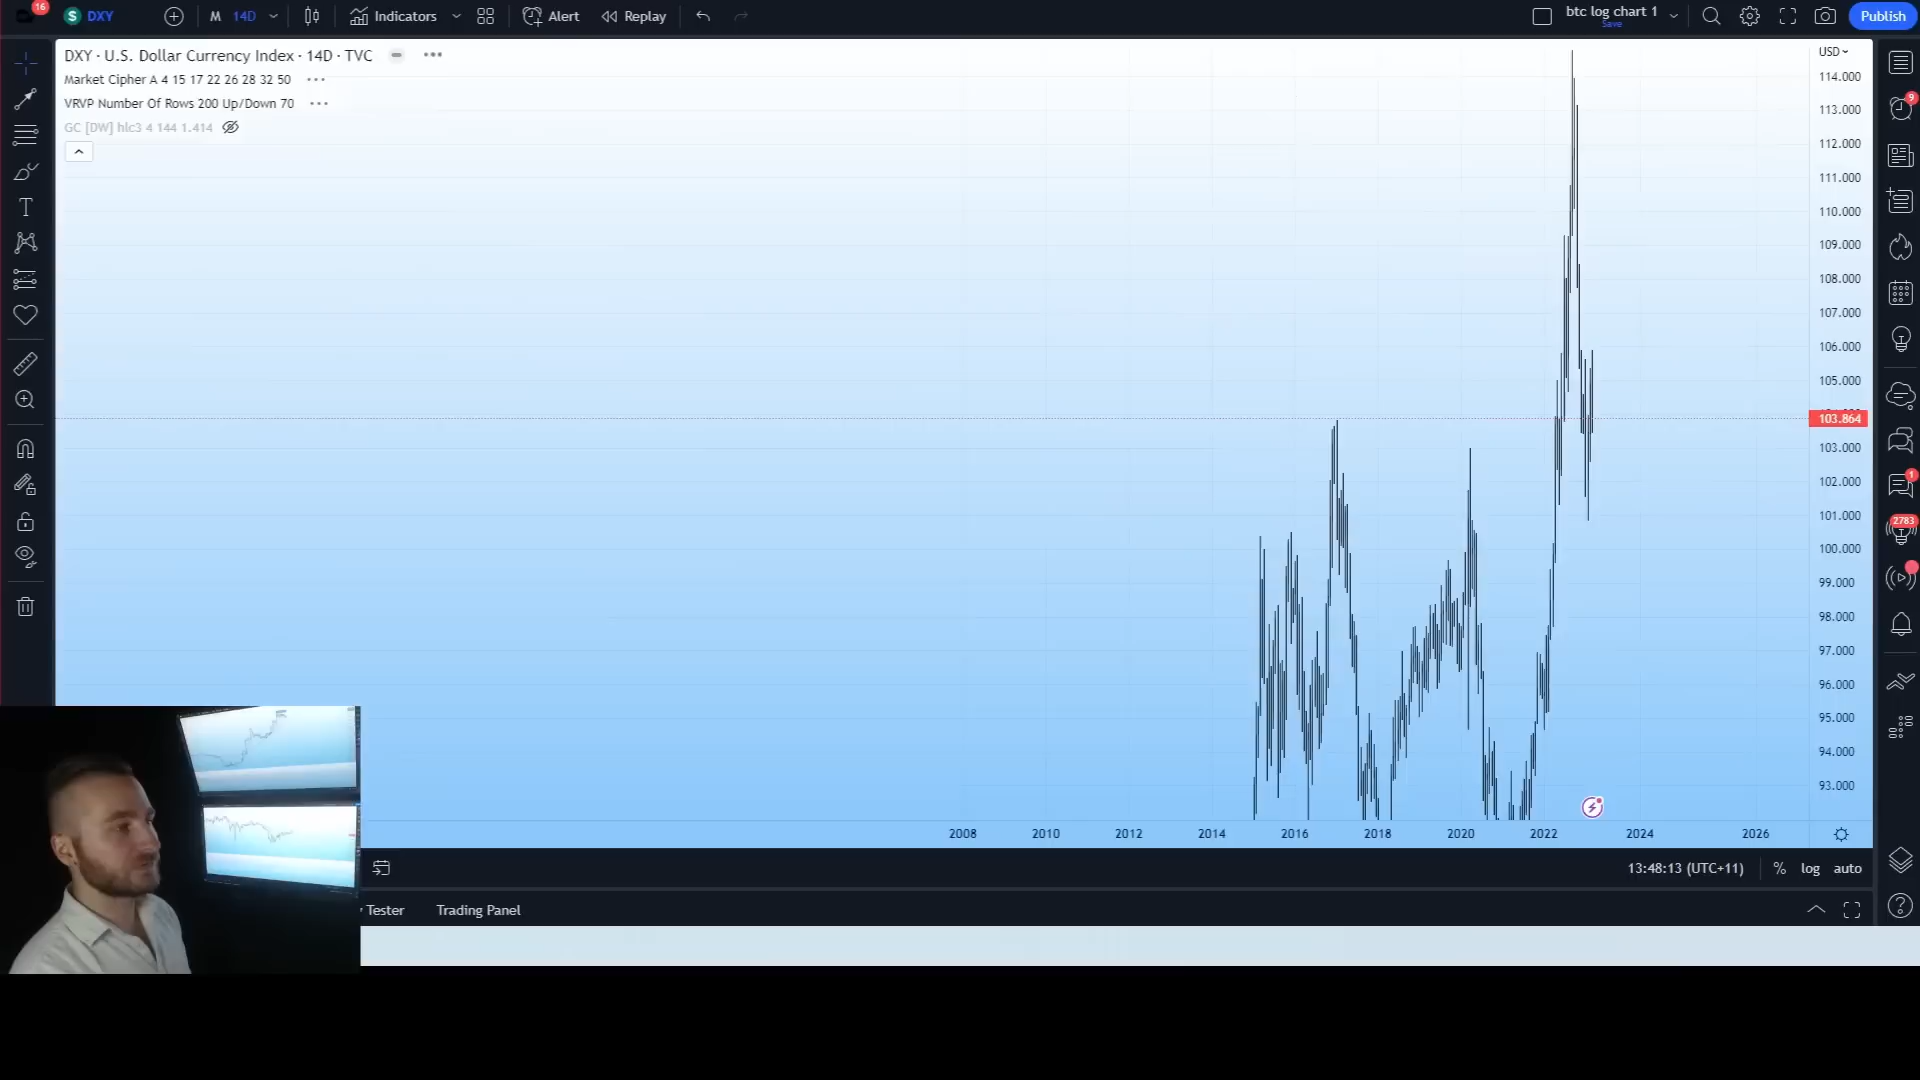 16
S DXY
M 14D
Indicators
Alert
Replay
btc log chart 1
Save
Publish
DXY · U.S. Dollar Currency Index · 14D · TVC
Market Cipher A 4 15 17 22 26 28 32 50
VRVP Number Of Rows 200 Up/Down 70
GC [DW] hlc3 4 144 1.414
USD
114.000
113.000
112.000
111.000
110.000
109.000
108.000
107.000
106.000
105.000
103.864
103.000
102.000
101.000
100.000
99.000
98.000
97.000
96.000
95.000
94.000
93.000
9
1
2783
2008 2010 2012 2014 2016 2018 2020 2022 2024 2026
13:48:13 (UTC+11) % log auto
Tester Trading Panel